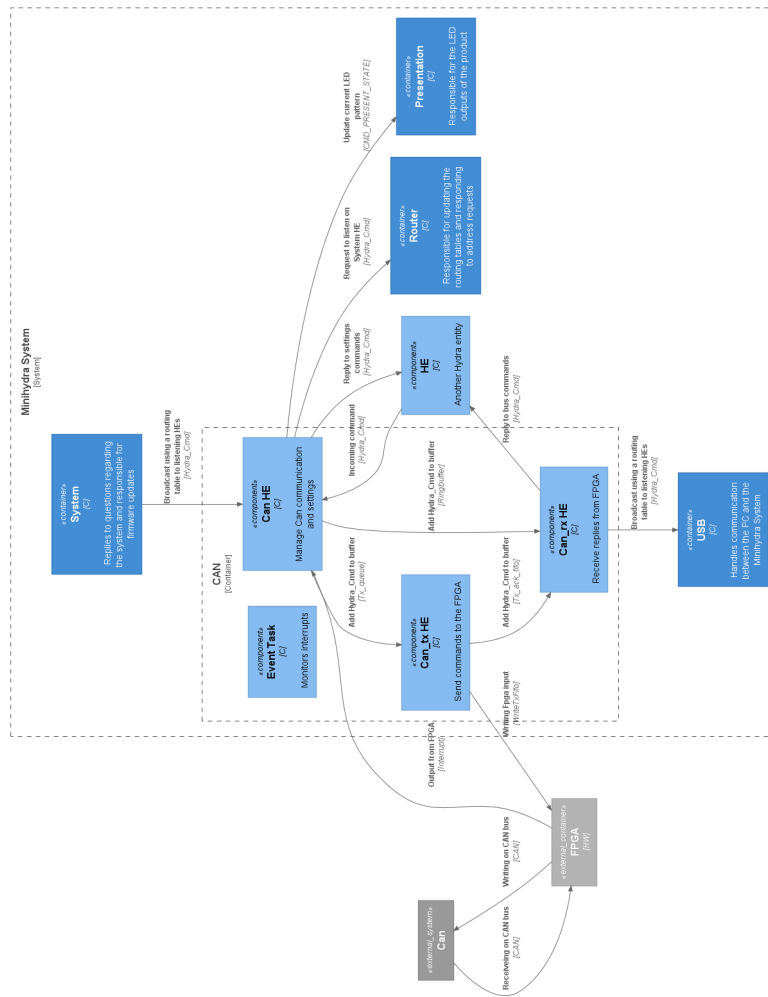 Minihydra System
[System]
«container»
System
[C]
Replies to questions regarding
the system and responsible for
firmware updates
Broadcast using a routing
table to listening HEs
[Hydra_Cmd]
CAN
[Container]
«component»
Event Task
[C]
Monitors interrupts
«component»
Can HE
[C]
Manage Can communication
and settings
Update current LED
pattern
[CMD_PRESENT_STATE]
Request to listen on
System HE
[Hydra_Cmd]
Reply to settings
commands
[Hydra_Cmd]
Incoming command
[Hydra_Cmd]
Add Hydra_Cmd to buffer
[Ringbuffer]
Add Hydra_Cmd to buffer
[Tx_queue]
Output from FPGA
[Interrupt]
«external_system»
Can
«component»
Can_tx HE
[C]
Send commands to the FPGA
«component»
HE
[C]
Another Hydra entity
«container»
Router
[C]
Responsible for updating the
routing tables and responding
to address requests
«container»
Presentation
[C]
Responsible for the LED
outputs of the product
Receiveing on CAN bus
[CAN]
Writing on CAN bus
[CAN]
Writing Fpga input
[WriteTxFifo]
Add Hydra_Cmd to buffer
[Tx_ack_fifo]
Reply to bus commands
[Hydra_Cmd]
«external_container»
FPGA
[HW]
«component»
Can_rx HE
[C]
Receive replies from FPGA
Broadcast using a routing
table to listening HEs
[Hydra_Cmd]
«container»
USB
[C]
Handles communication
between the PC and the
Minihydra System